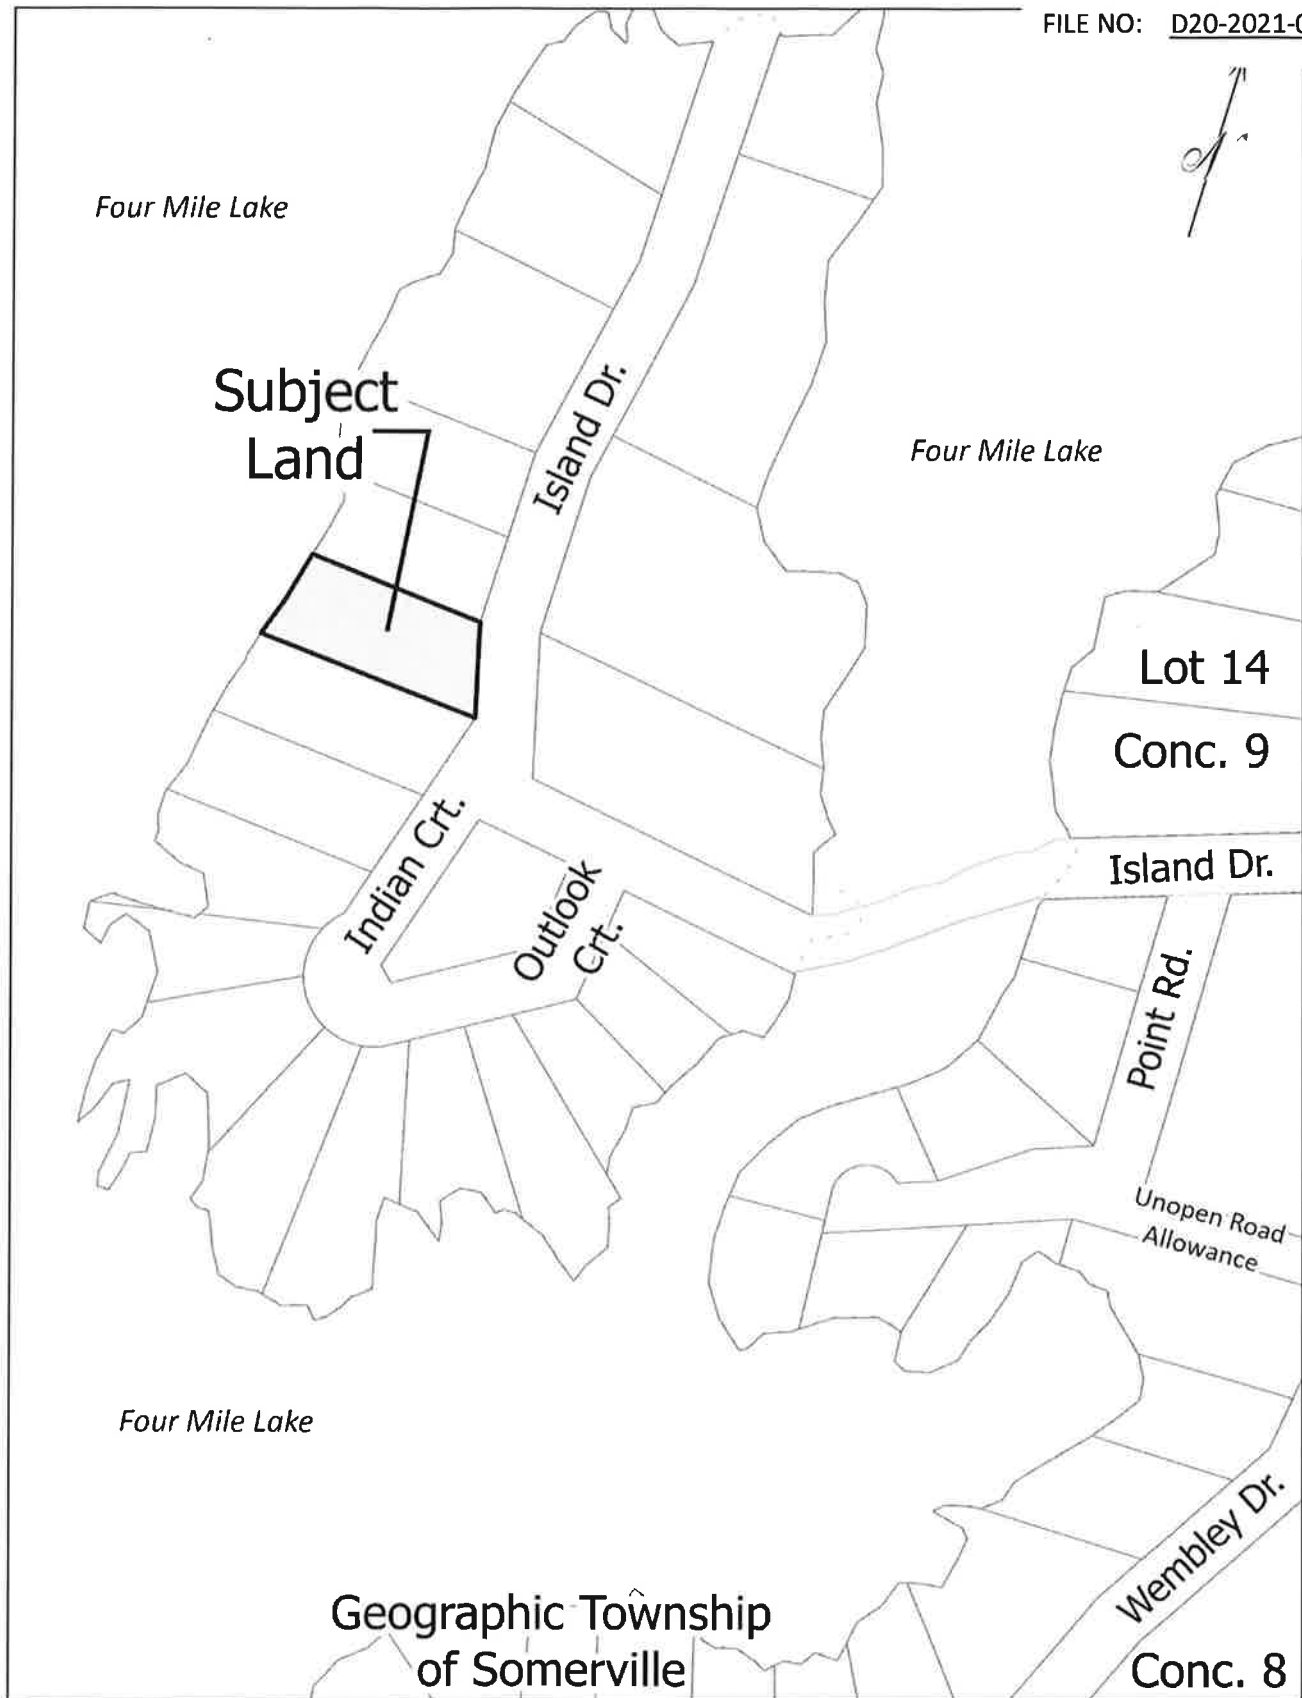 FILE NO: D20-2021-0
Four Mile Lake
Subject
Land
Island Dr.
Four Mile Lake
Lot 14
Conc. 9
Indian Crt.
Outlook
Crt.
Island Dr.
Point Rd.
Unopen Road
Allowance
Four Mile Lake
Wembley Dr.
Geographic Township
of Somerville
Conc. 8